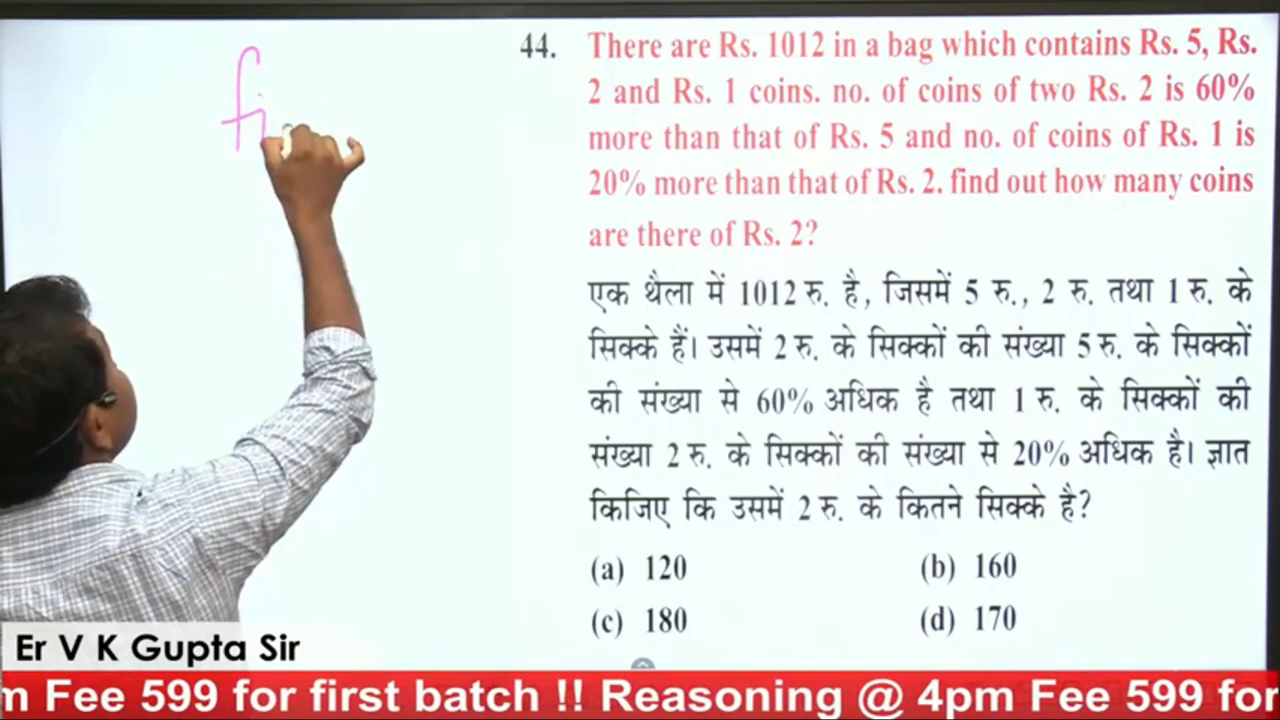 fi
44. There are Rs. 1012 in a bag which contains Rs. 5, Rs.
2 and Rs. 1 coins. no. of coins of two Rs. 2 is 60%
more than that of Rs. 5 and no. of coins of Rs. 1 is
20% more than that of Rs. 2. find out how many coins
are there of Rs. 2?
एक थैला में 1012 रु. है, जिसमें 5 रु., 2 रु. तथा 1 रु. के
सिक्के हैं। उसमें 2 रु. के सिक्कों की संख्या 5 रु. के सिक्कों
की संख्या से 60% अधिक है तथा 1 रु. के सिक्कों की
संख्या 2 रु. के सिक्कों की संख्या से 20% अधिक है। ज्ञात
किजिए कि उसमें 2 रु. के कितने सिक्के है?
(a) 120 (b) 160
(c) 180 (d) 170
Er V K Gupta Sir
m Fee 599 for first batch !! Reasoning @ 4pm Fee 599 for